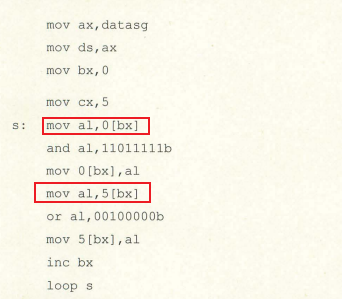 mov ax,datasg
mov ds,ax
mov bx,0
mov cx,5
s: mov al,0[bx]
and al,11011111b
mov 0[bx],al
mov al,5[bx]
or al,00100000b
mov 5[bx],al
inc bx
loop s